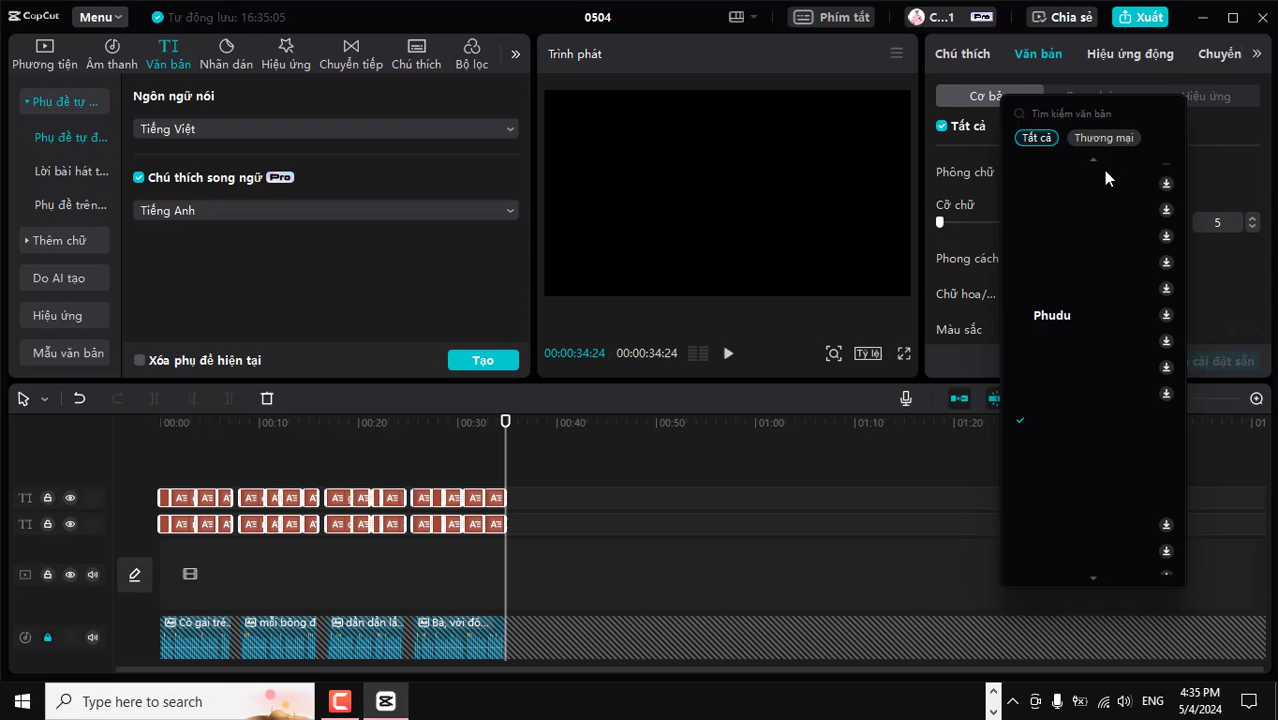 CapCut
Menu
Tự động lưu: 16:35:05
0504
Phím tắt
C...1
Pro
Chia sẻ
Xuất
Phương tiện
Âm thanh
TI
Văn bản
Nhãn dán
Hiệu ứng
Chuyển tiếp
Chú thích
Bộ lọc
Phụ đề tự ...
Phụ đề tự đ...
Lời bài hát t...
Phụ đề trên...
Thêm chữ
Do AI tạo
Hiệu ứng
Mẫu văn bản
Ngôn ngữ nói
Tiếng Việt
Chú thích song ngữ Pro
Tiếng Anh
Xóa phụ đề hiện tại
Tạo
Trình phát
00:00:34:24
00:00:34:24
Tỷ lệ
Chú thích
Văn bản
Hiệu ứng động
Chuyển
Cơ bả
Hiệu ứng
Tất cả
Phông chữ
Cỡ chữ
5
Phong cách
Chữ hoa/...
Màu sắc
cài đặt sẵn
Tìm kiếm văn bản
Tất cả
Thương mại
Phudu
00:00
00:10
00:20
00:30
00:40
00:50
01:00
01:10
01:20
TI
TI
Cô gái trẻ..
mỗi bông đ
dần dần lấ..
Bà, với đô...
Type here to search
ENG
4:35 PM
5/4/2024